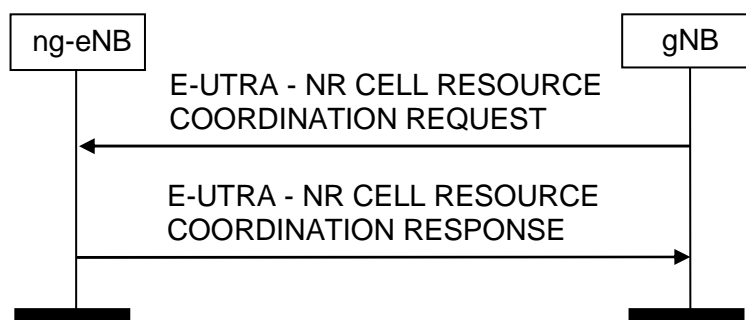 ng-eNB
gNB
E-UTRA - NR CELL RESOURCE
COORDINATION REQUEST
E-UTRA - NR CELL RESOURCE
COORDINATION RESPONSE